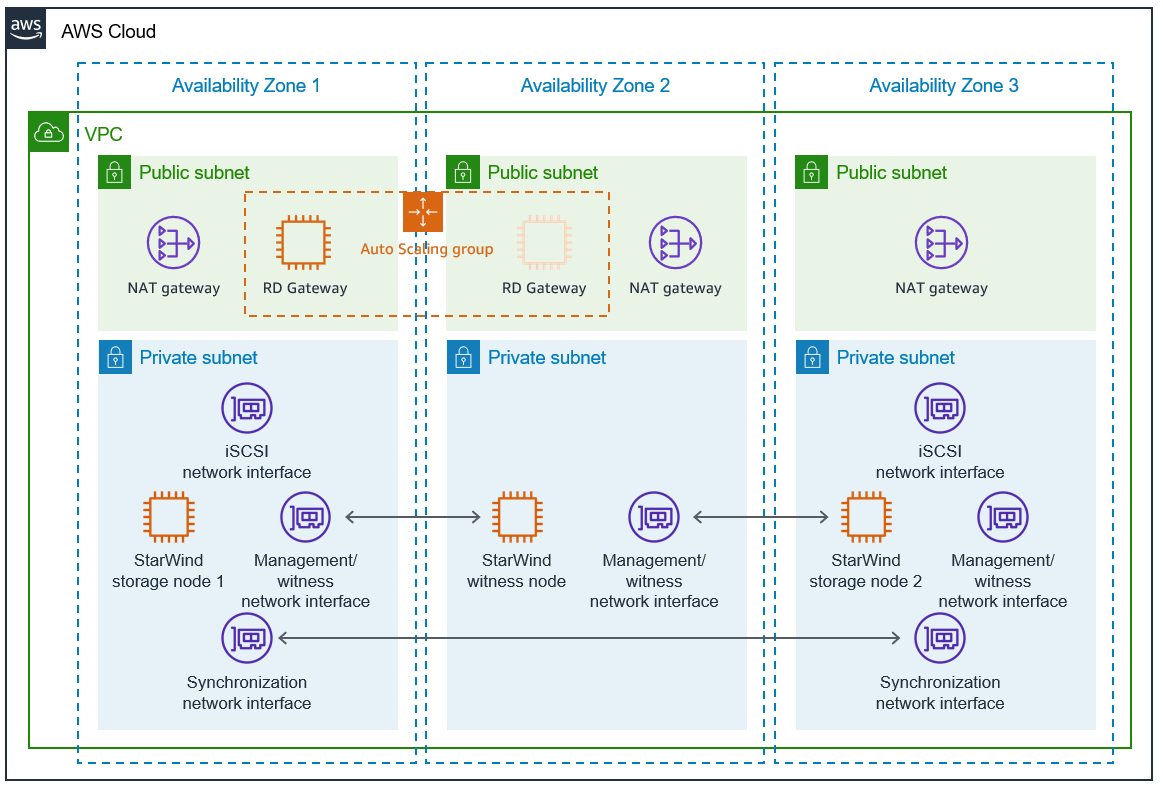 aws
AWS Cloud
Availability Zone 1
Availability Zone 2
Availability Zone 3
VPC
Public subnet
Public subnet
Public subnet
NAT gateway
RD Gateway
Auto Scaling group
RD Gateway
NAT gateway
NAT gateway
Private subnet
Private subnet
Private subnet
iSCSI
network interface
iSCSI
network interface
StarWind
storage node 1
Management/
witness
network interface
StarWind
witness node
Management/
witness
network interface
StarWind
storage node 2
Management/
witness
network interface
Synchronization
network interface
Synchronization
network interface